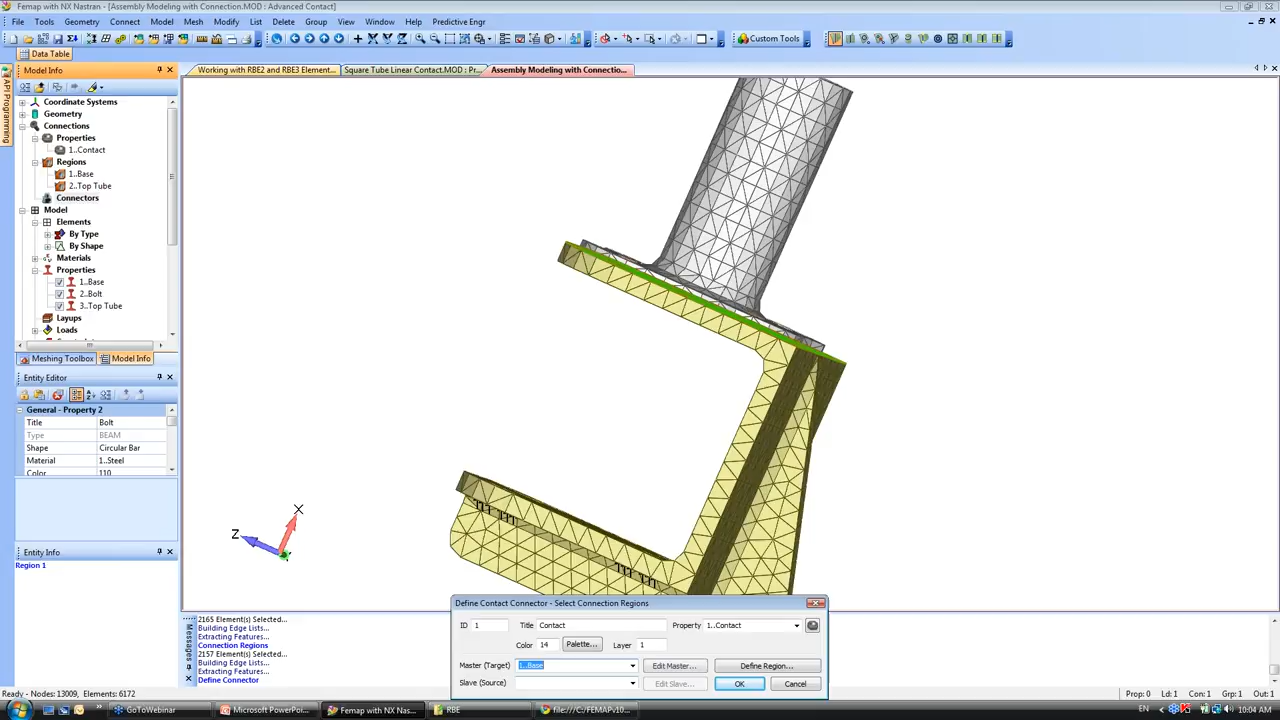 Femap with NX Nastran - [Assembly Modeling with Connection.MOD : Advanced Contact]
File Tools Geometry Connect Model Mesh Modify List Delete Group View Window Help Predictive Engr
Custom Tools
Data Table
Model Info
Working with RBE2 and RBE3 Element... Square Tube Linear Contact.MOD : Pr... Assembly Modeling with Connectio...
API Programming
Coordinate Systems
Geometry
Connections
Properties
1..Contact
Regions
1..Base
2..Top Tube
Connectors
Model
Elements
By Type
By Shape
Materials
Properties
1..Base
2..Bolt
3..Top Tube
Layups
Loads
Meshing Toolbox Model Info
Entity Editor
General - Property 2
Title Bolt
Type BEAM
Shape Circular Bar
Material 1..Steel
Color 110
Entity Info
Region 1
X
Z
Messages
2165 Element(s) Selected...
Building Edge Lists...
Extracting Features...
Connection Regions
2157 Element(s) Selected...
Building Edge Lists...
Extracting Features...
Define Connector
Define Contact Connector - Select Connection Regions
ID 1 Title Contact Property 1..Contact
Color 14 Palette... Layer 1
Master (Target) 1..Base Edit Master... Define Region...
Slave (Source) Edit Slave... OK Cancel
Ready - Nodes: 13009, Elements: 6172
Prop: 0 Ld: 1 Con: 1 Grp: 1 Out: 1
GoToWebinar Microsoft PowerPo... Femap with NX Nas... RBE file:///C:/FEMAP-v10... EN 10:04 AM